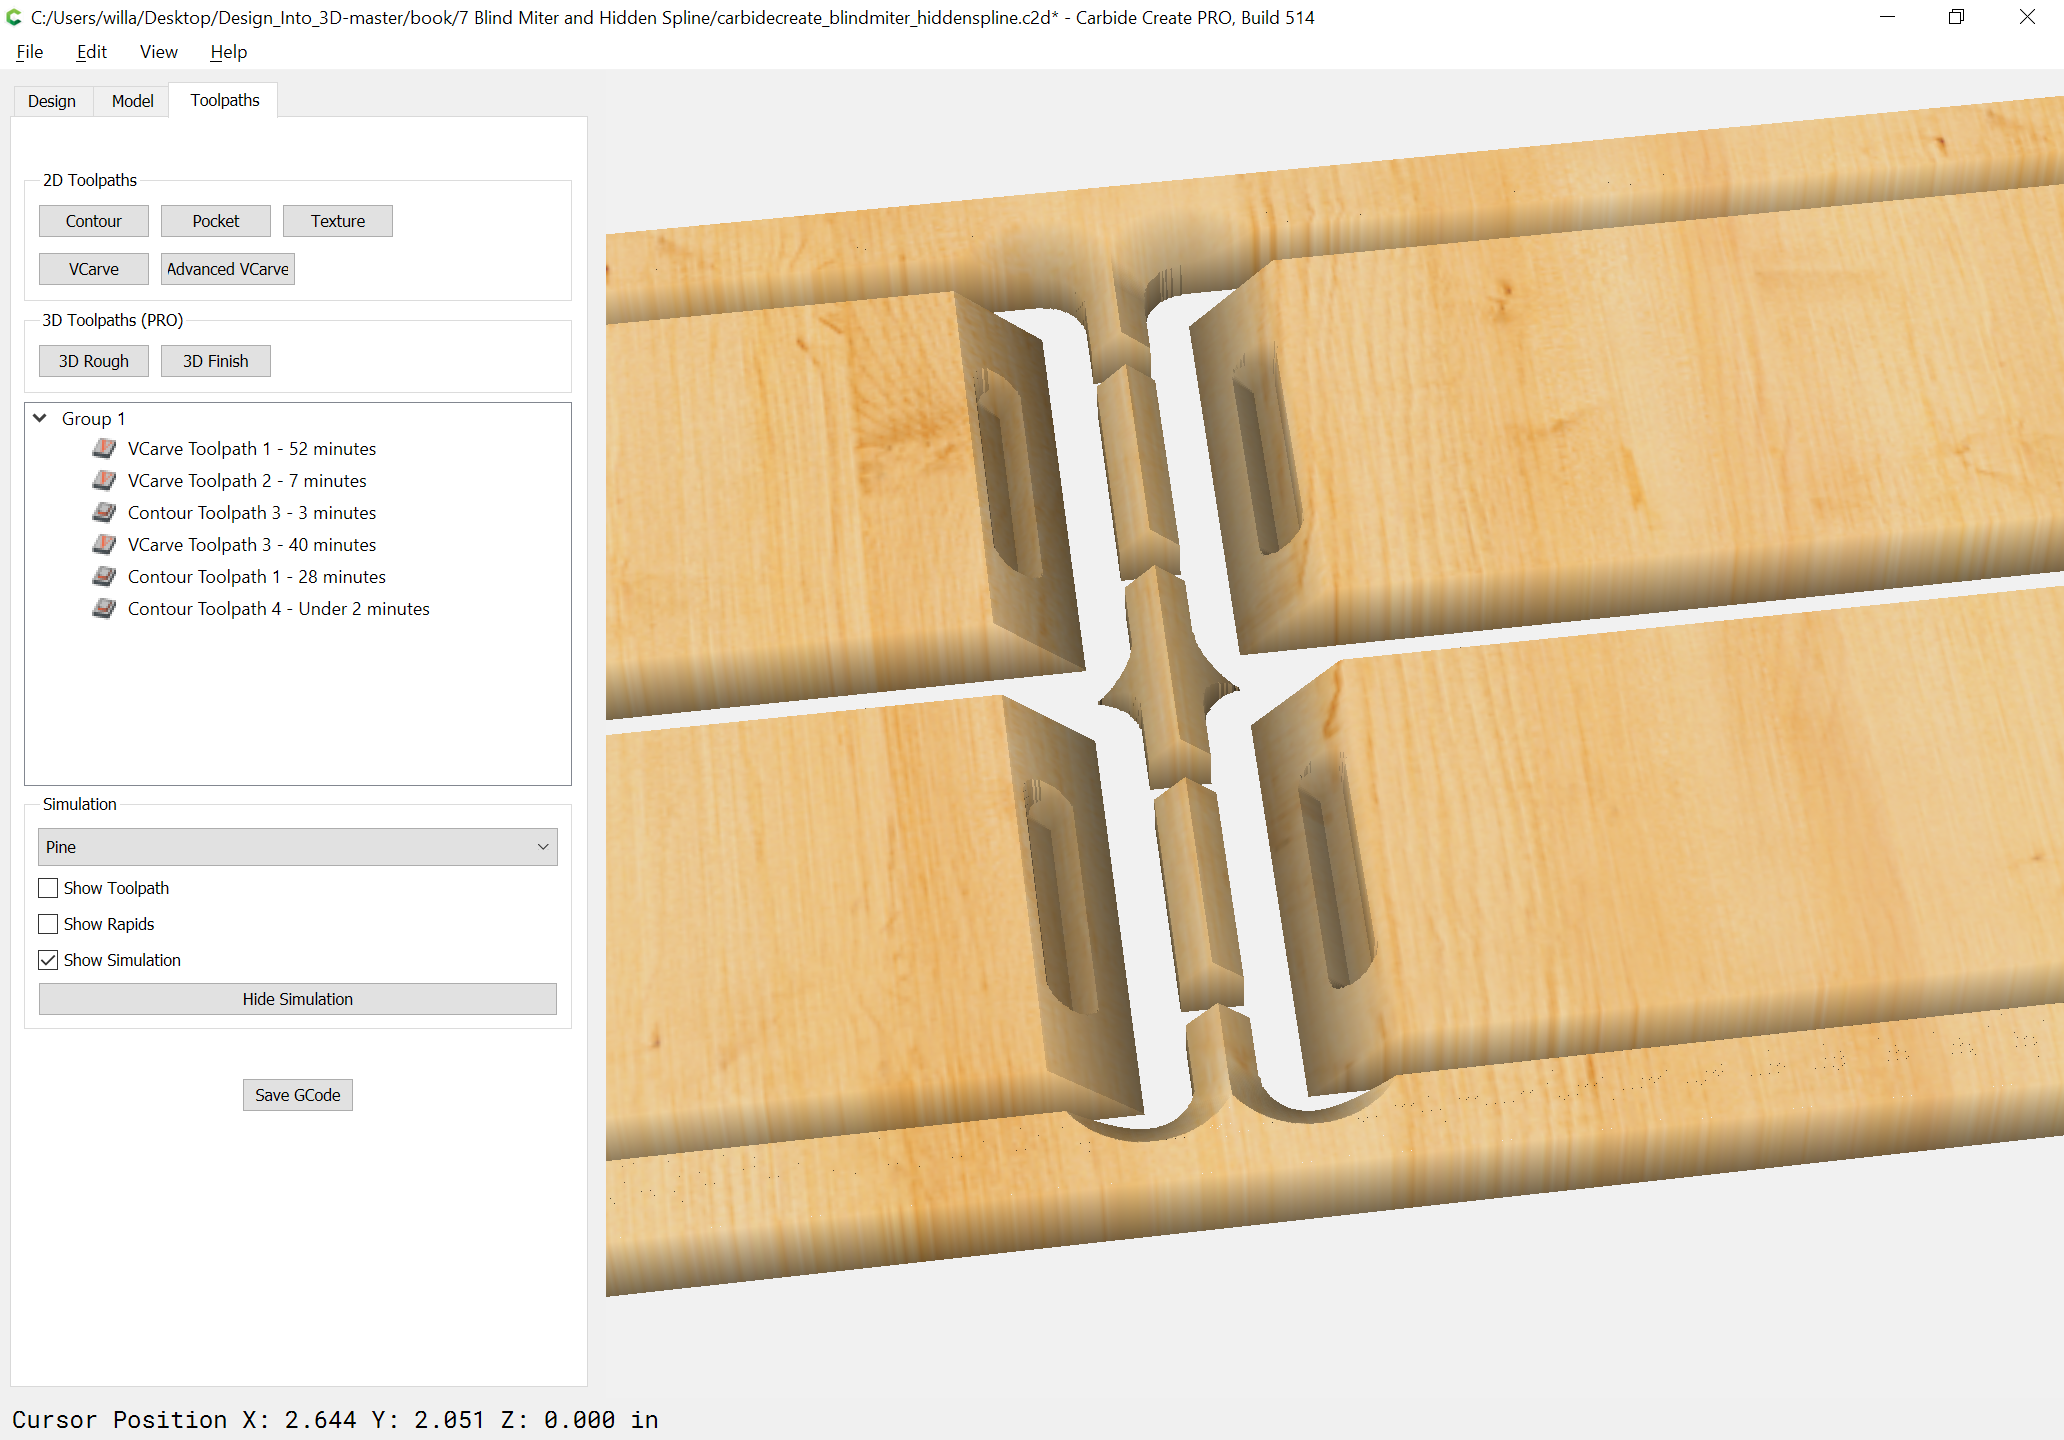 C:/Users/willa/Desktop/Design_Into_3D-master/book/7 Blind Miter and Hidden Spline/carbidecreate_blindmiter_hiddenspline.c2d* - Carbide Create PRO, Build 514
File Edit View Help
Design Model Toolpaths
2D Toolpaths
Contour Pocket Texture
VCarve Advanced VCarve
3D Toolpaths (PRO)
3D Rough 3D Finish
Group 1
VCarve Toolpath 1 - 52 minutes
VCarve Toolpath 2 - 7 minutes
Contour Toolpath 3 - 3 minutes
VCarve Toolpath 3 - 40 minutes
Contour Toolpath 1 - 28 minutes
Contour Toolpath 4 - Under 2 minutes
Simulation
Pine
Show Toolpath
Show Rapids
Show Simulation
Hide Simulation
Save GCode
Cursor Position X: 2.644 Y: 2.051 Z: 0.000 in